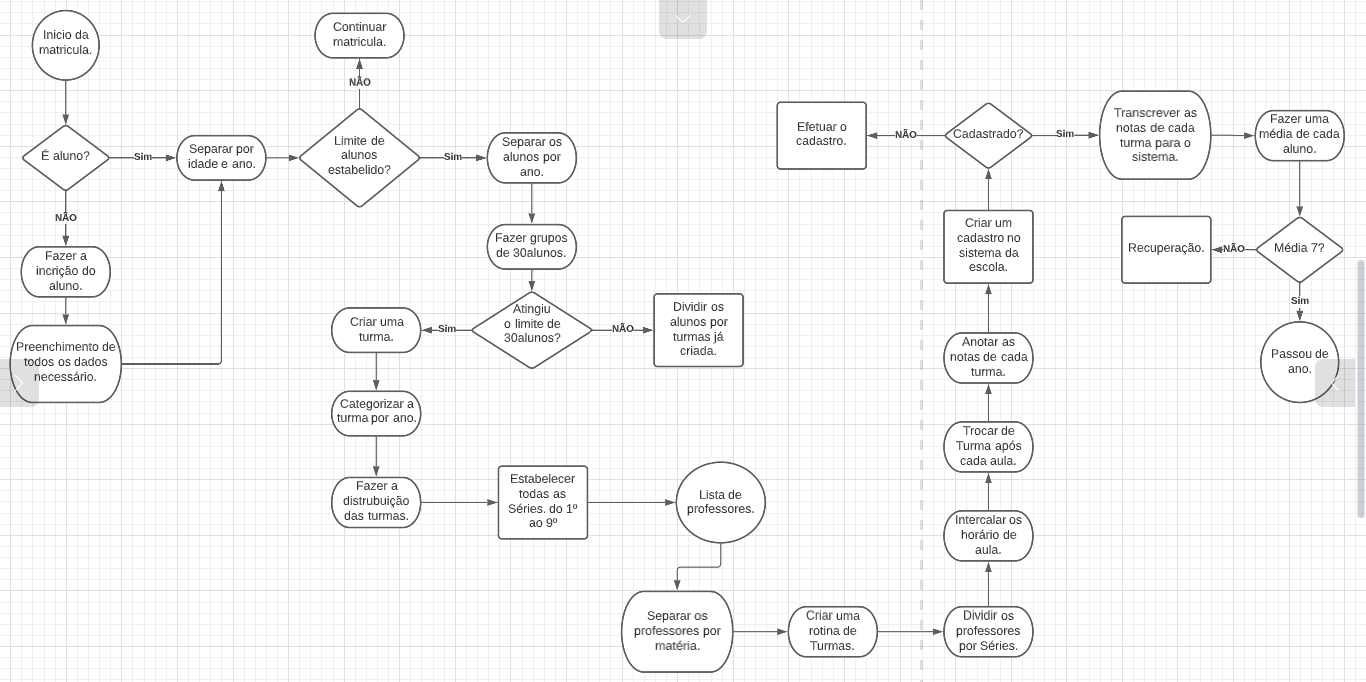 Inicio da
matricula.
É aluno?
Sim
NÃO
Fazer a
incrição do
aluno.
Preenchimento de
todos os dados
necessário.
Separar por
idade e ano.
Limite de
alunos
estabelido?
NÃO
Continuar
matricula.
Sim
Separar os
alunos por
ano.
Fazer grupos
de 30alunos.
Atingiu
o limite de
30alunos?
NÃO
Dividir os
alunos por
turmas já
criada.
Sim
Criar uma
turma.
Categorizar a
turma por ano.
Fazer a
distrubuição
das turmas.
Estabelecer
todas as
Séries. do 1º
ao 9º
Lista de
professores.
Separar os
professores por
matéria.
Criar uma
rotina de
Turmas.
Dividir os
professores
por Séries.
Intercalar os
horário de
aula.
Trocar de
Turma após
cada aula.
Anotar as
notas de cada
turma.
Criar um
cadastro no
sistema da
escola.
Cadastrado?
NÃO
Efetuar o
cadastro.
Sim
Transcrever as
notas de cada
turma para o
sistema.
Fazer uma
média de cada
aluno.
Média 7?
NÃO
Recuperação.
Sim
Passou de
ano.